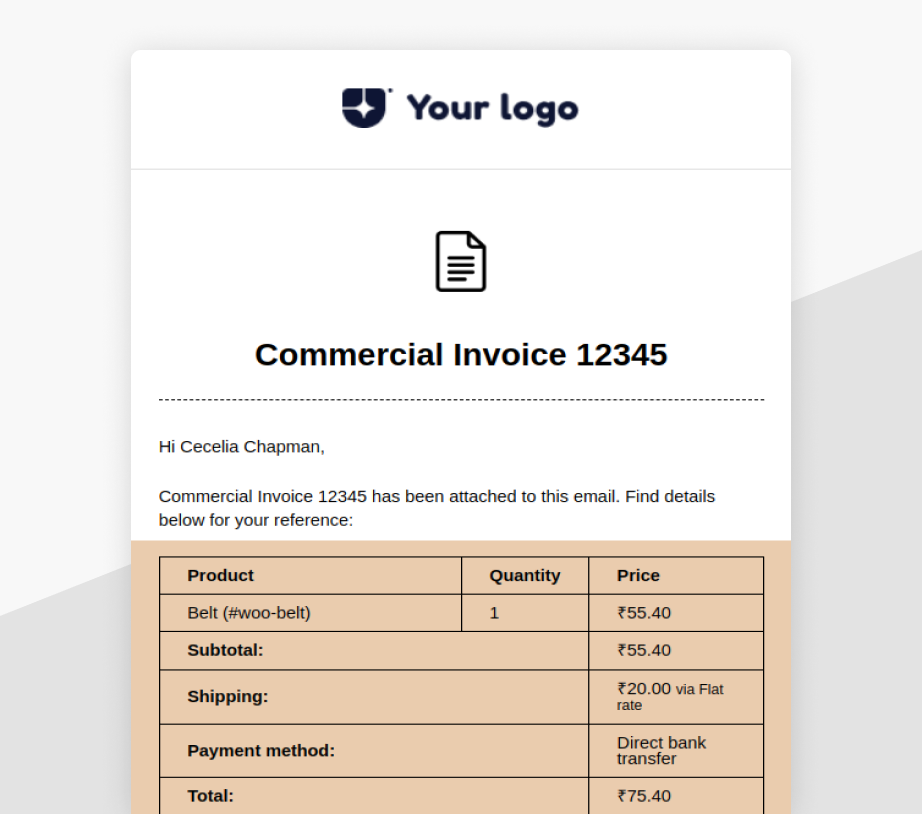 Your logo
Commercial Invoice 12345
Hi Cecelia Chapman,
Commercial Invoice 12345 has been attached to this email. Find details
below for your reference:
Product Quantity Price
Belt (#woo-belt) 1 ₹55.40
Subtotal: ₹55.40
Shipping: ₹20.00 via Flat
rate
Payment method: Direct bank
transfer
Total: ₹75.40